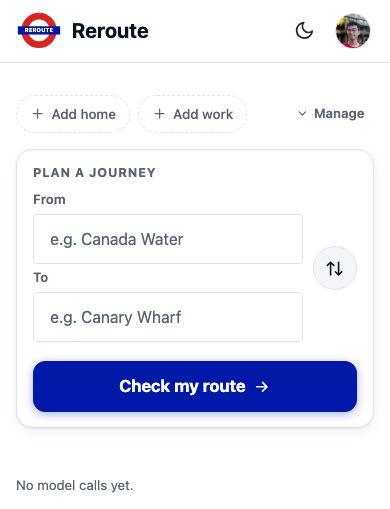 REROUTE
Reroute
+ Add home
+ Add work
Manage
PLAN A JOURNEY
From
e.g. Canada Water
To
e.g. Canary Wharf
Check my route →
No model calls yet.